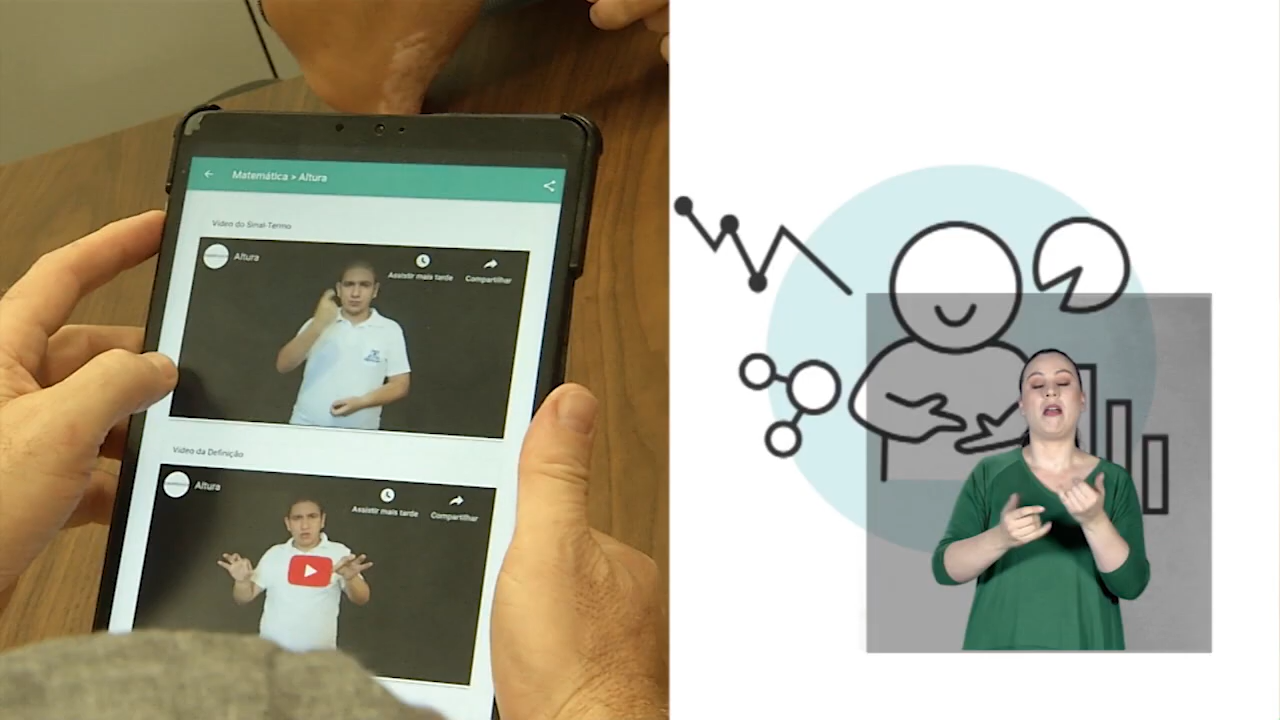 Matemática > Altura
Vídeo do Sinal-Termo
Altura
Assistir mais tarde
Compartilhar
Vídeo da Definição
Altura
Assistir mais tarde
Compartilhar